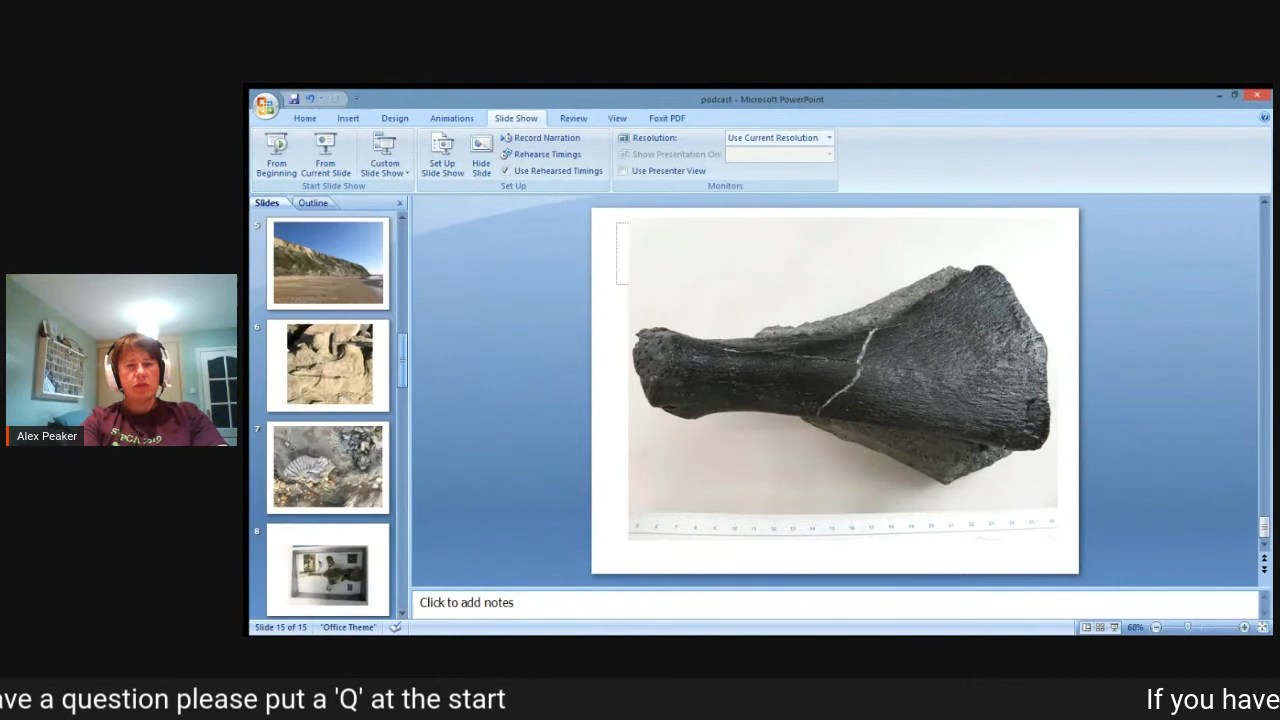 podcast - Microsoft PowerPoint
Home Insert Design Animations Slide Show Review View Foxit PDF
From Beginning
From Current Slide
Custom Slide Show
Start Slide Show
Set Up Slide Show
Hide Slide
Record Narration
Rehearse Timings
Use Rehearsed Timings
Set Up
Resolution: Use Current Resolution
Show Presentation On:
Use Presenter View
Monitors
Slides Outline
5
6
7
8
Alex Peaker
Click to add notes
Slide 15 of 15 "Office Theme" 68%
ave a question please put a 'Q' at the start If you have